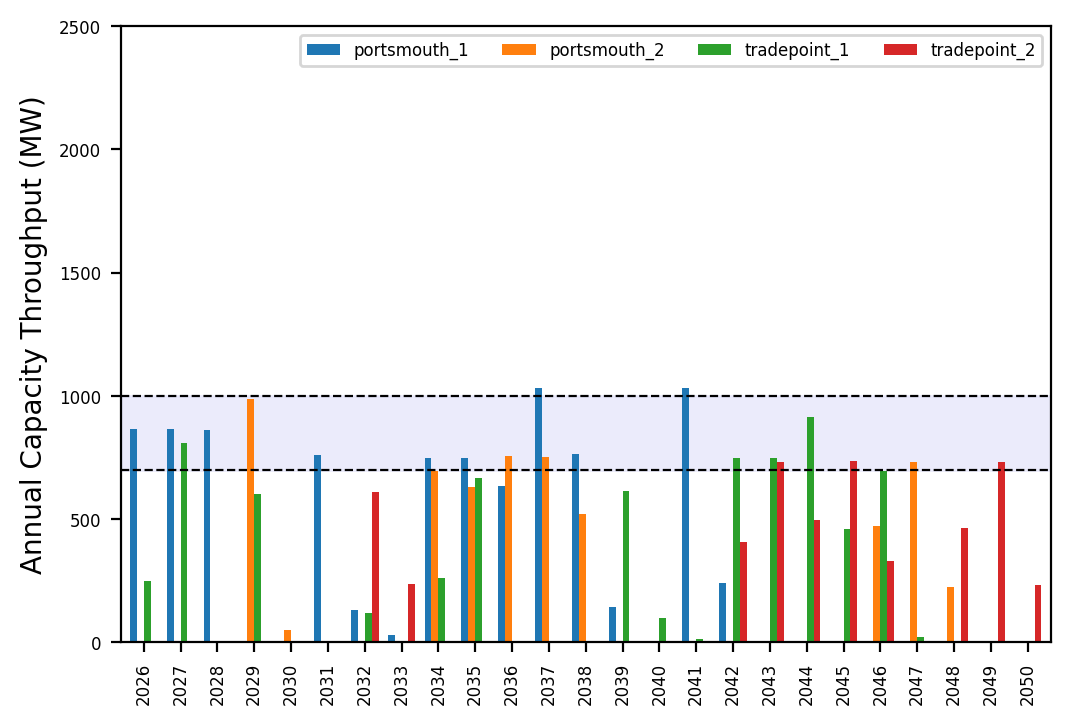 portsmouth_1 portsmouth_2 tradepoint_1 tradepoint_2
Annual Capacity Throughput (MW)
2500
2000
1500
1000
500
0
2026 2027 2028 2029 2030 2031 2032 2033 2034 2035 2036 2037 2038 2039 2040 2041 2042 2043 2044 2045 2046 2047 2048 2049 2050